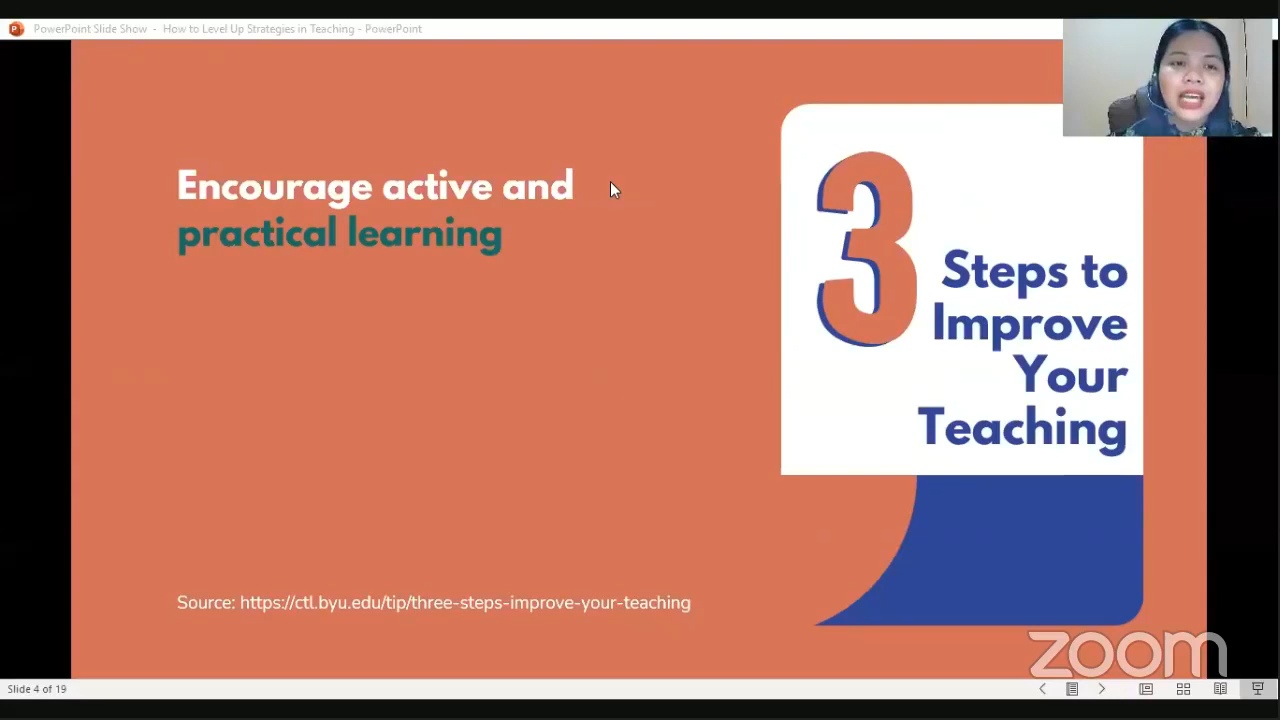 PowerPoint Slide Show - How to Level Up Strategies in Teaching - PowerPoint
Encourage active and
practical learning
3
Steps to
Improve
Your
Teaching
Source: https://ctl.byu.edu/tip/three-steps-improve-your-teaching
zoom
Slide 4 of 19